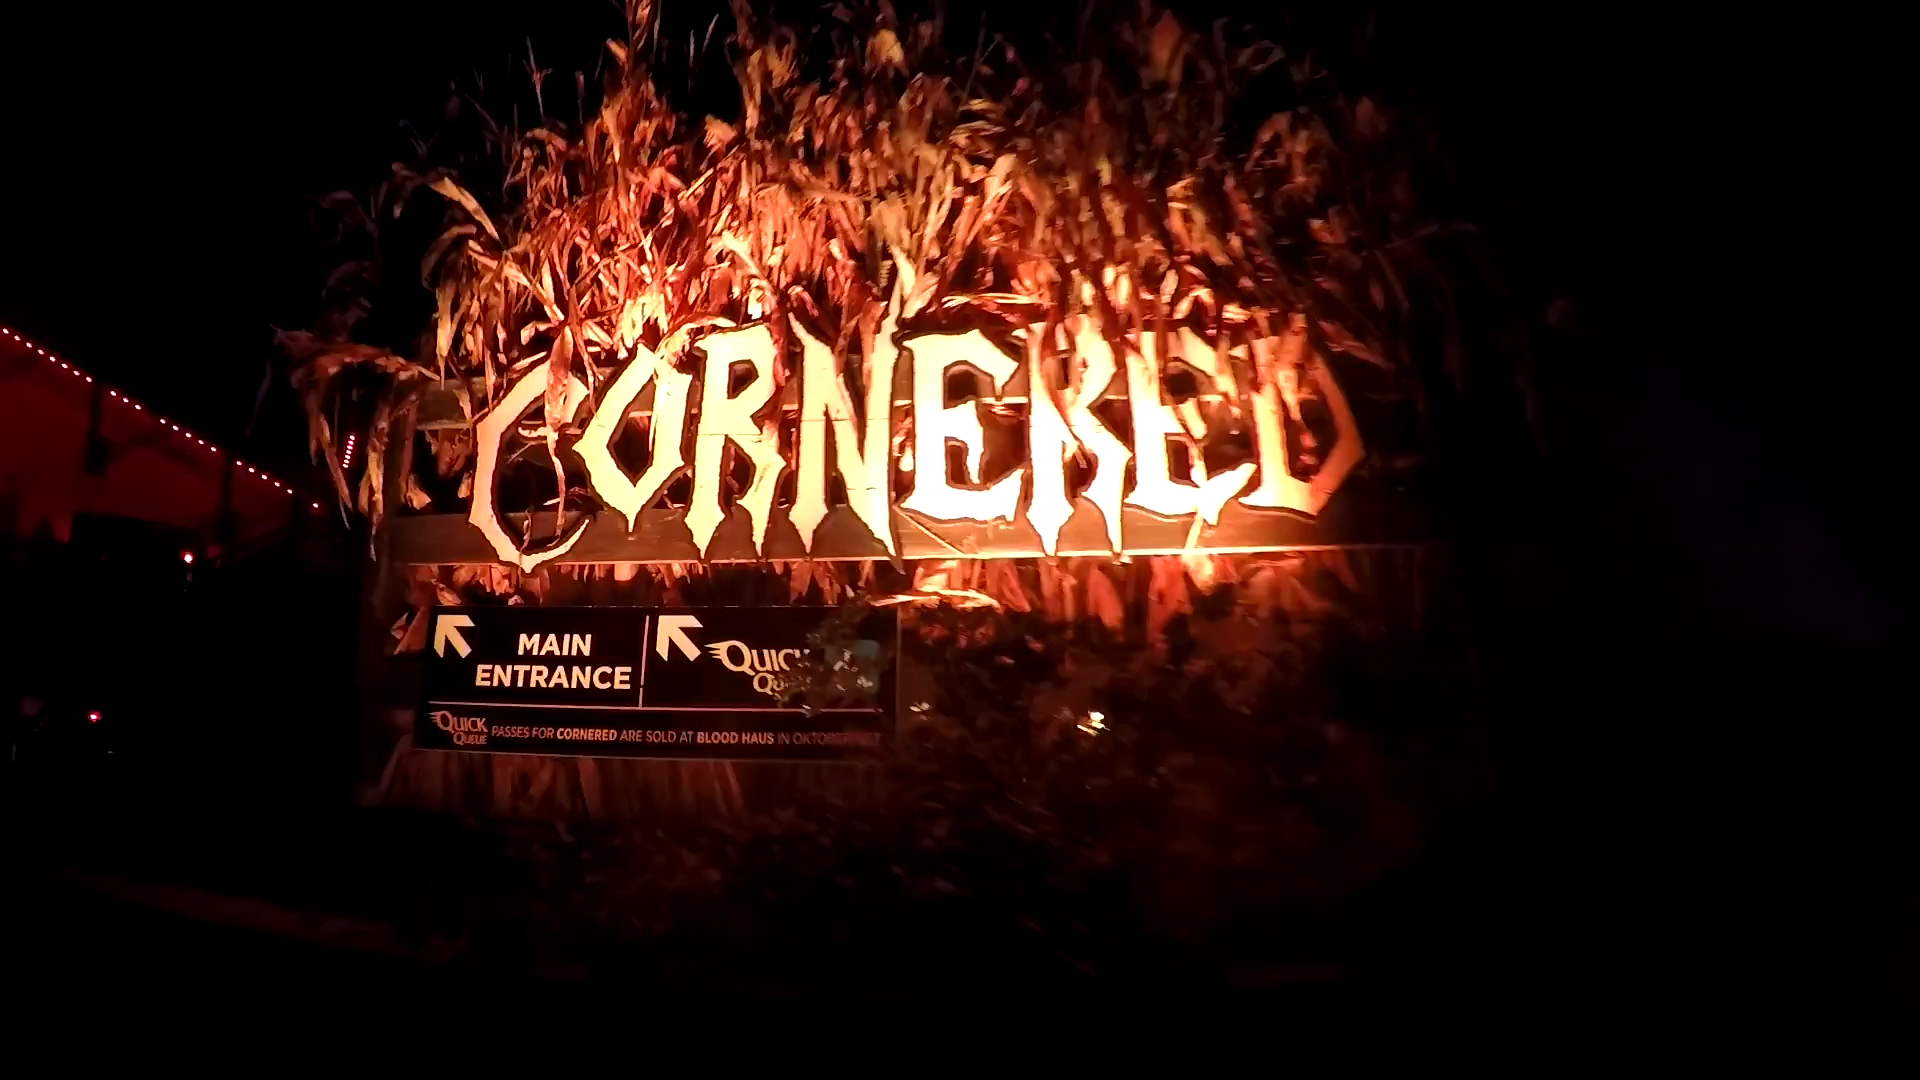 CORNERED
MAIN
ENTRANCE
QUICK
QUICK
QUEUE
PASSES FOR CORNERED ARE SOLD AT BLOOD HAUS IN